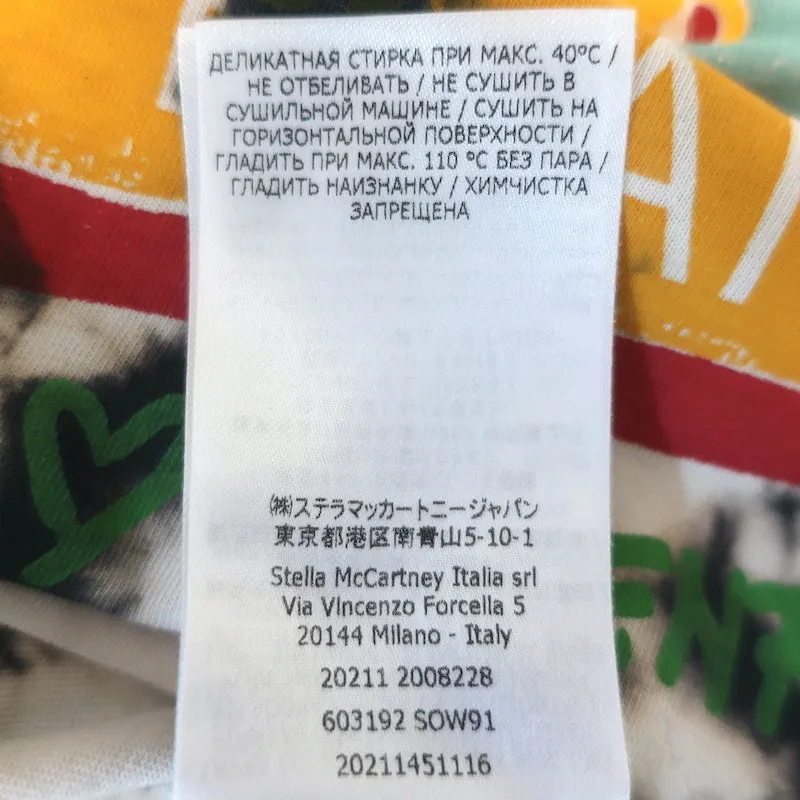 ДЕЛИКАТНАЯ СТИРКА ПРИ МАКС. 40°C /
НЕ ОТБЕЛИВАТЬ / НЕ СУШИТЬ В
СУШИЛЬНОЙ МАШИНЕ / СУШИТЬ НА
ГОРИЗОНТАЛЬНОЙ ПОВЕРХНОСТИ /
ГЛАДИТЬ ПРИ МАКС. 110 °C БЕЗ ПАРА /
ГЛАДИТЬ НАИЗНАНКУ / ХИМЧИСТКА
ЗАПРЕЩЕНА
㈱ステラマッカートニージャパン
東京都港区南青山5-10-1
Stella McCartney Italia srl
Via VIncenzo Forcella 5
20144 Milano - Italy
20211 2008228
603192 SOW91
20211451116